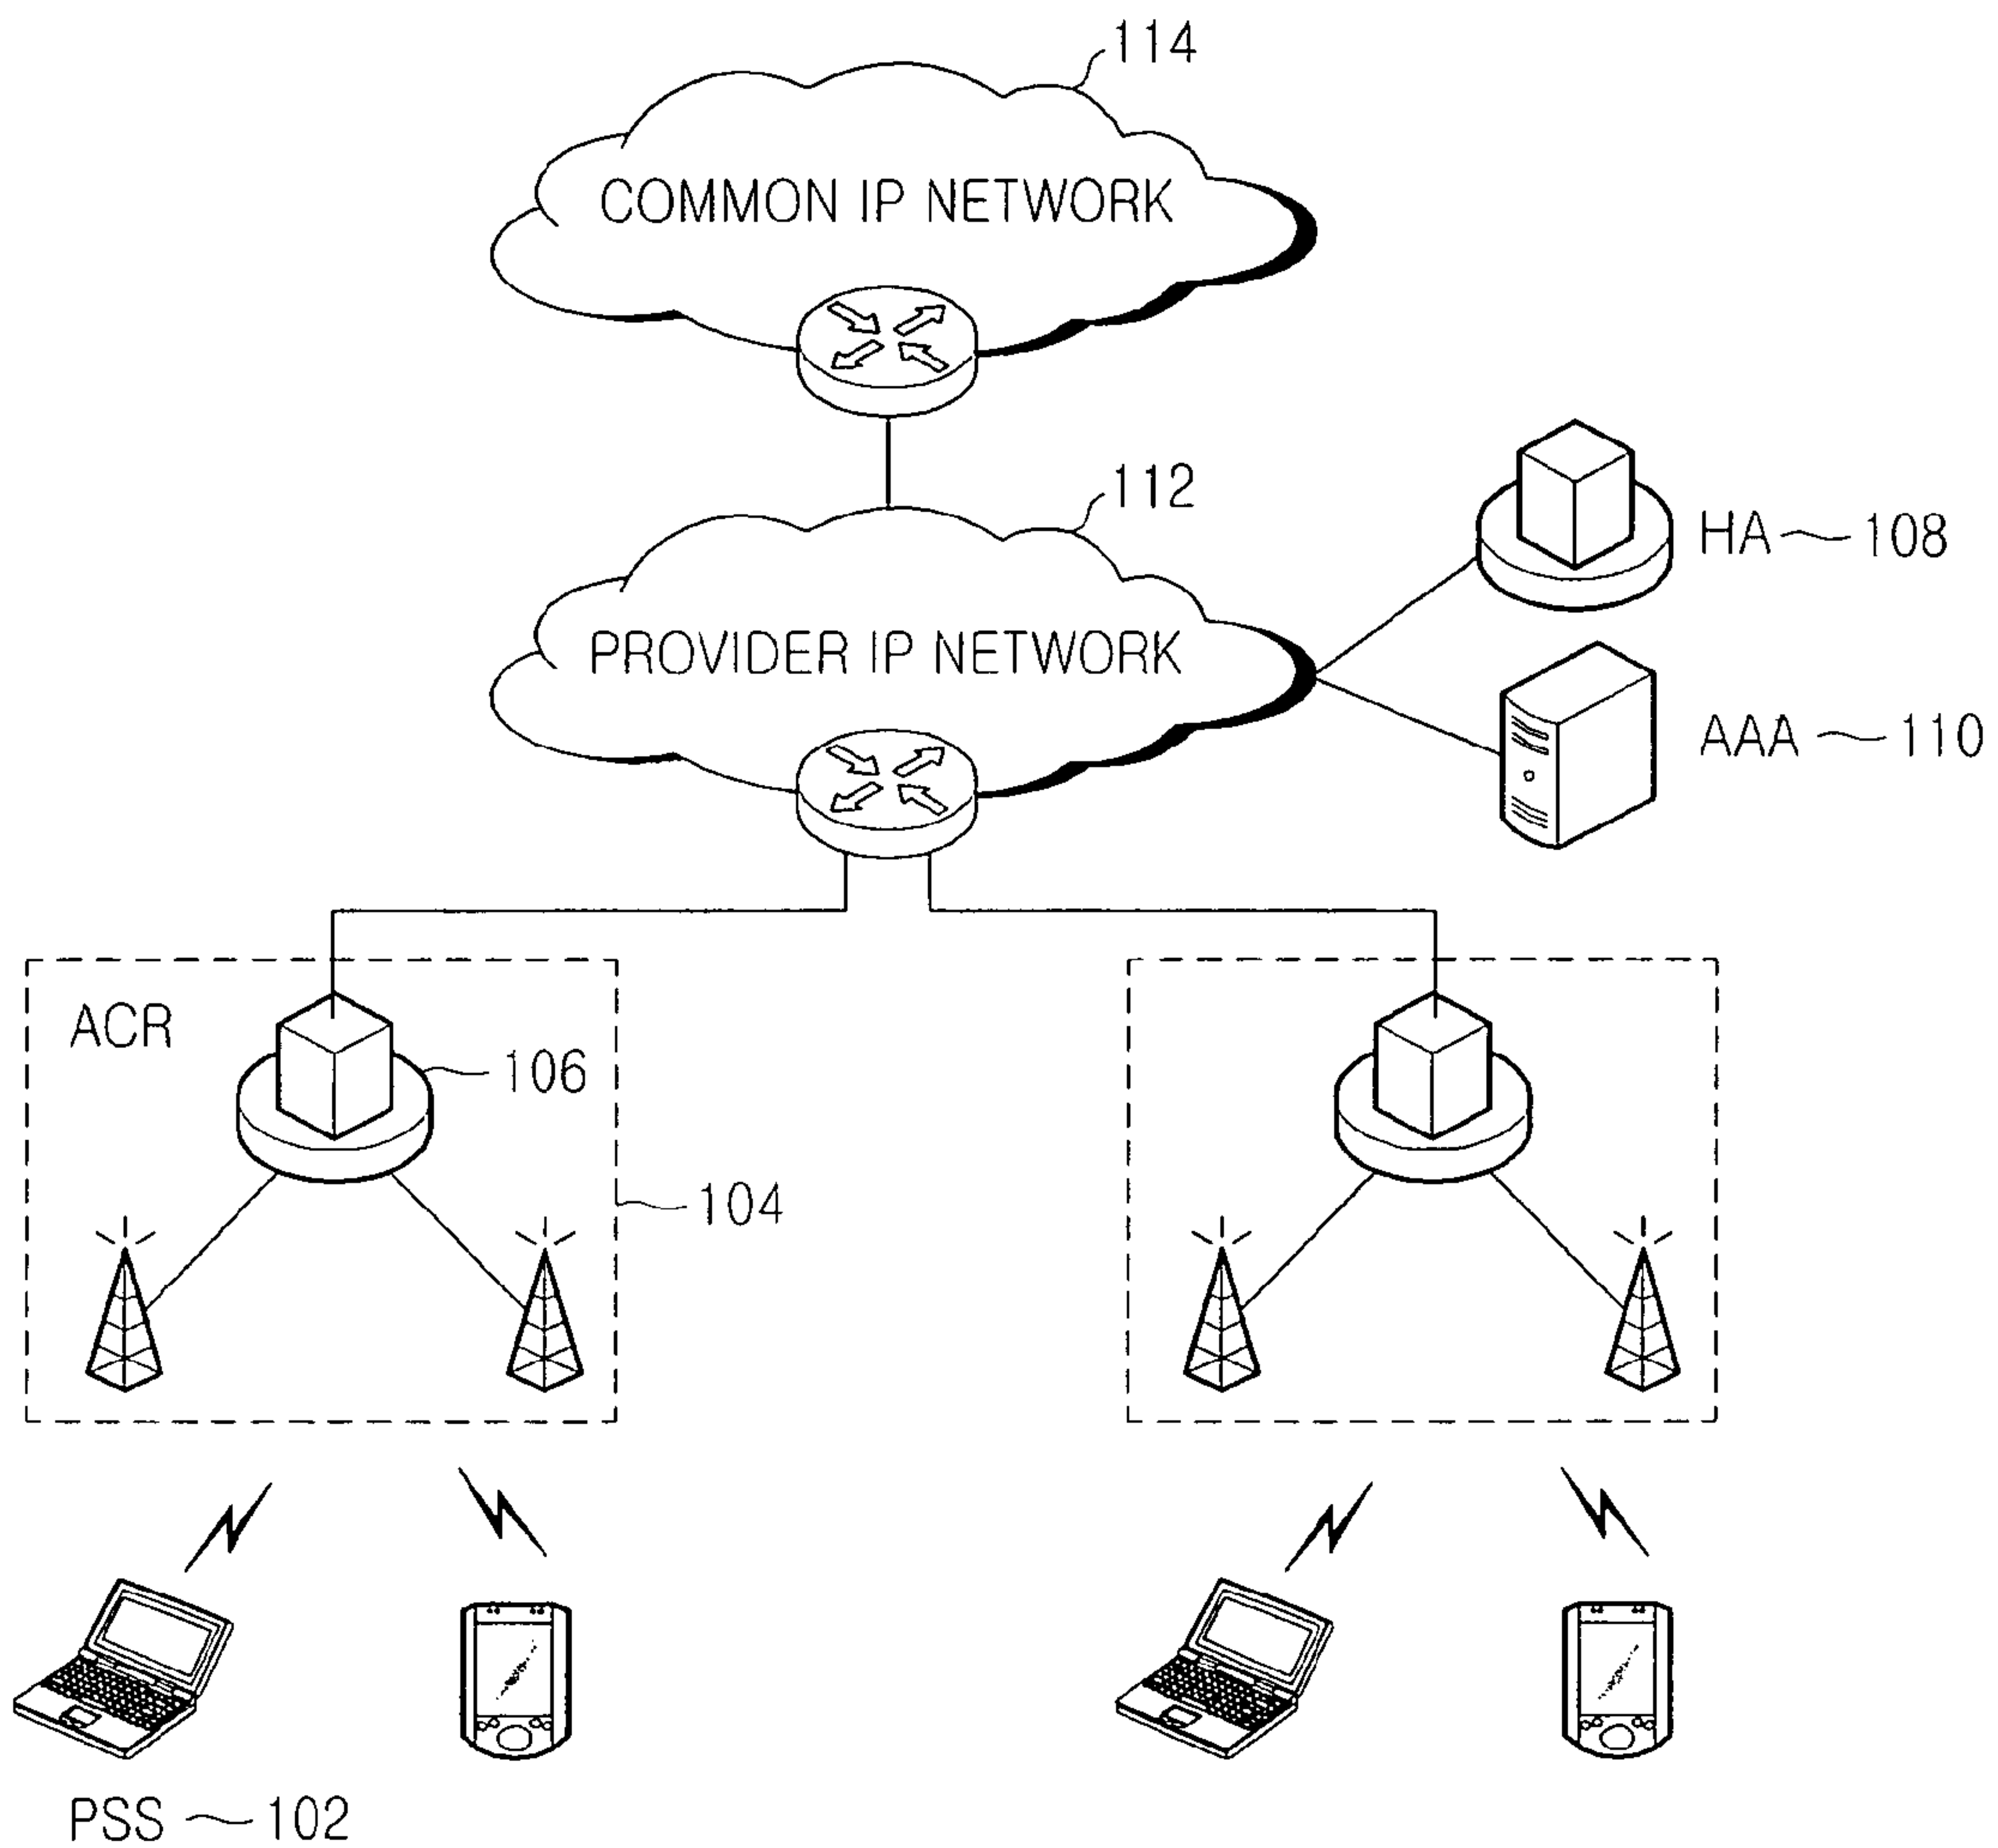 114
COMMON IP NETWORK
112
HA 108
PROVIDER IP NETWORK
AAA 110
ACR
106
104
PSS 102